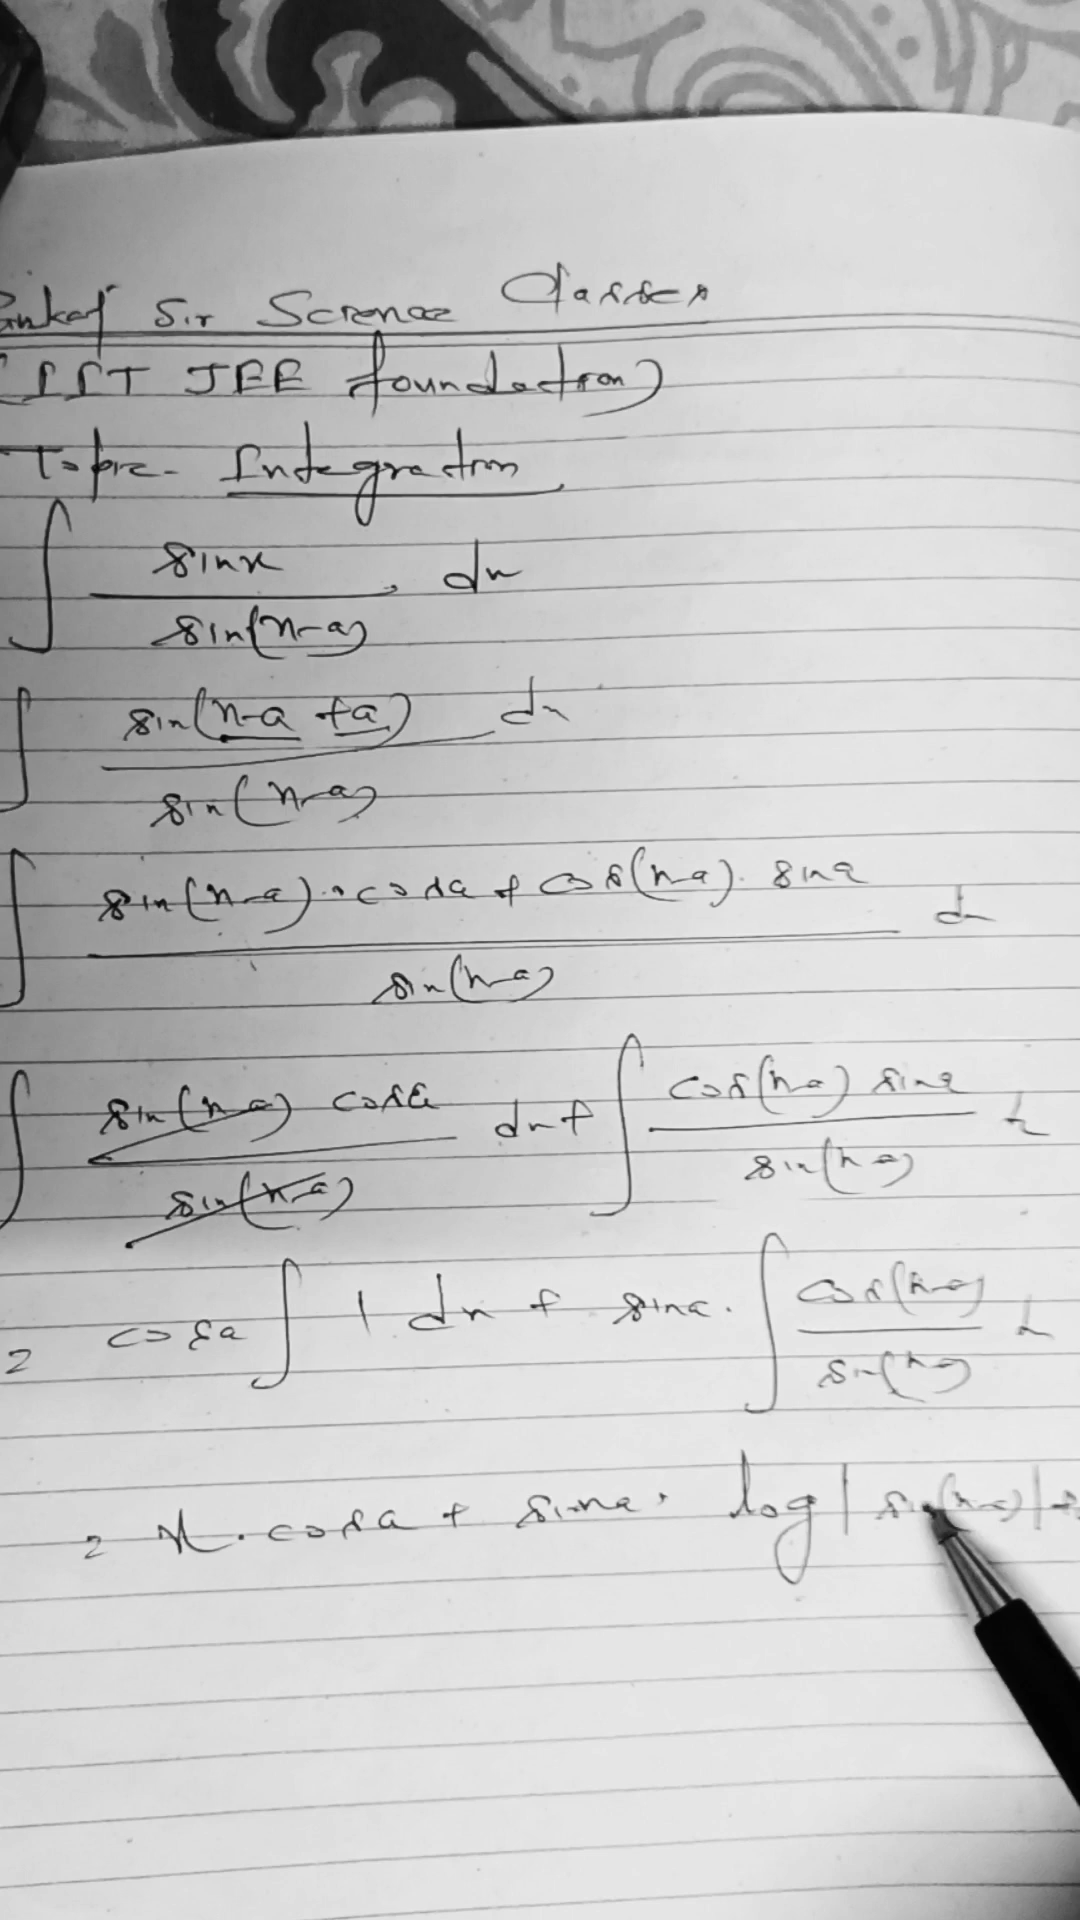 Pankaj Sir Science Classes
(IIT JEE foundation)
Topic- Integration
∫ sinx / sin(x-a) . dx
∫ sin(x-a +a) / sin(x-a) dx
∫ sin(x-a).cosa + cos(x-a). sina / sin(x-a) dx
∫ sin(x-a) cosa / sin(x-a) dx + ∫ cos(x-a) sina / sin(x-a) dx
= cosa ∫ 1 dx + sina. ∫ cos(x-a) / sin(x-a) dx
= x.cosa + sina. log|sin(x-a)|+